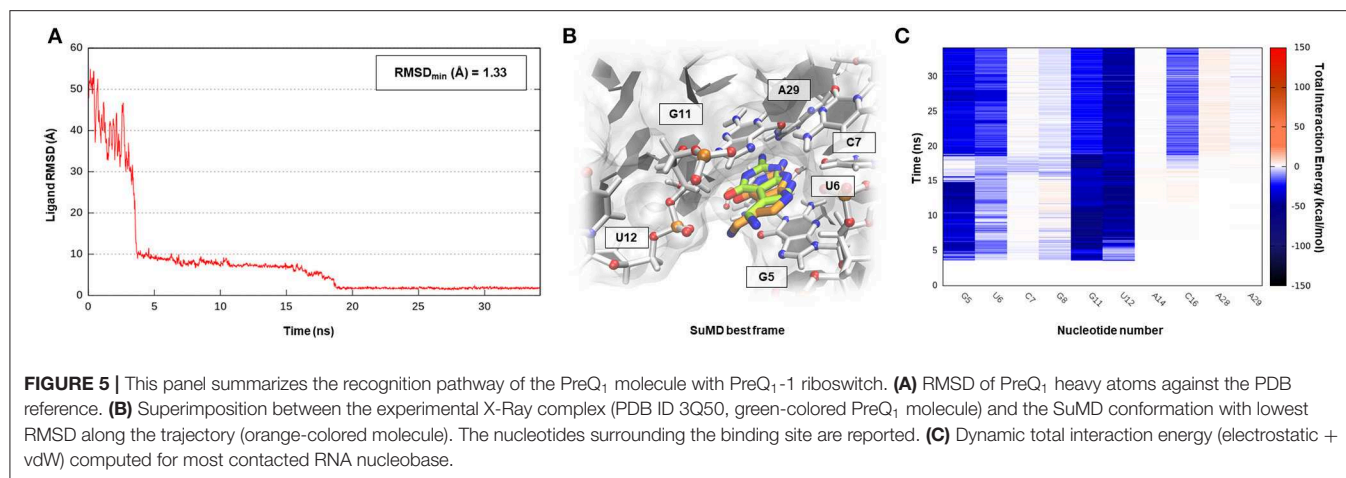 A
B
C
60
50
40
30
20
10
0
0
5
10
15
20
25
30
Ligand RMSD (Å)
Time (ns)
RMSDmin (Å) = 1.33
A29
G11
C7
U6
U12
G5
SuMD best frame
30
25
20
15
10
5
0
Time (ns)
G5
U6
C7
G8
G11
U12
A14
C16
A28
A29
Nucleotide number
150
100
50
0
-50
-100
-150
Total Interaction Energy (kcal/mol)
FIGURE 5 | This panel summarizes the recognition pathway of the PreQ1 molecule with PreQ1-1 riboswitch. (A) RMSD of PreQ1 heavy atoms against the PDB
reference. (B) Superimposition between the experimental X-Ray complex (PDB ID 3Q50, green-colored PreQ1 molecule) and the SuMD conformation with lowest
RMSD along the trajectory (orange-colored molecule). The nucleotides surrounding the binding site are reported. (C) Dynamic total interaction energy (electrostatic +
vdW) computed for most contacted RNA nucleobase.